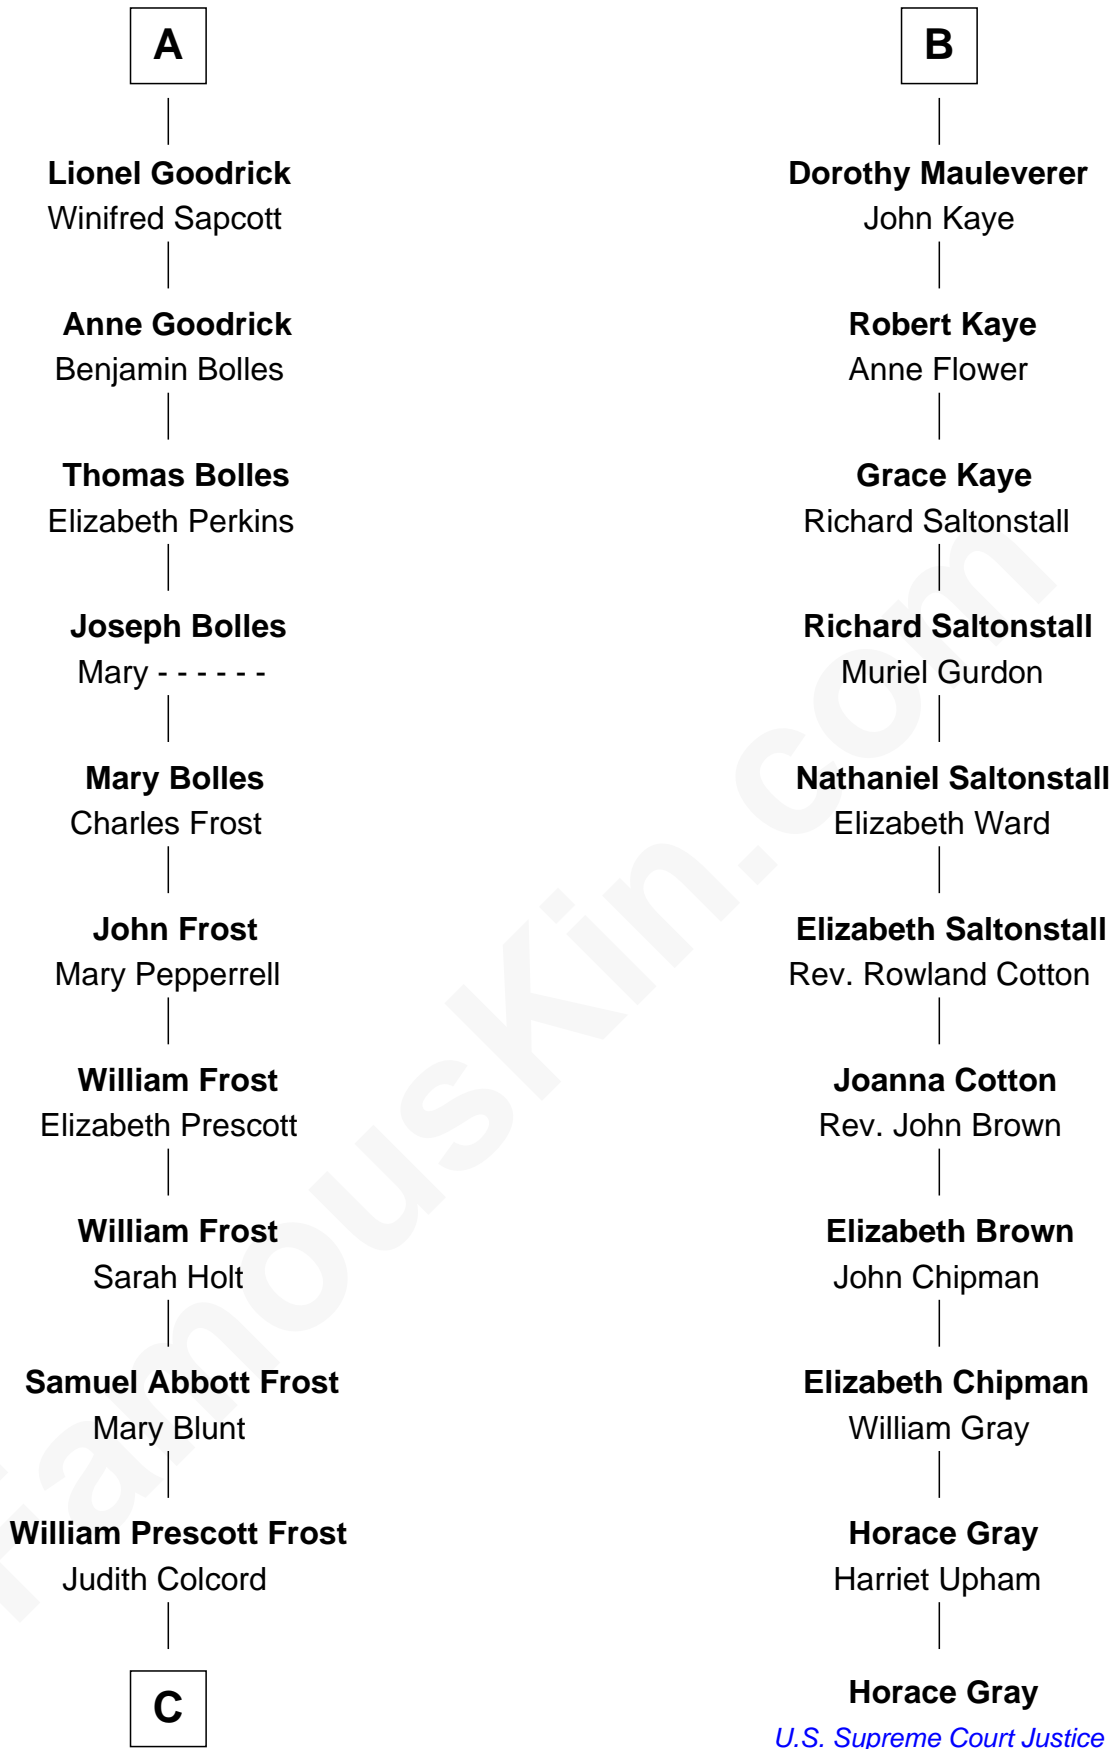 A
Lionel Goodrick
Winifred Sapcott
Anne Goodrick
Benjamin Bolles
Thomas Bolles
Elizabeth Perkins
Joseph Bolles
Mary - - - - - -
Mary Bolles
Charles Frost
John Frost
Mary Pepperrell
William Frost
Elizabeth Prescott
William Frost
Sarah Holt
Samuel Abbott Frost
Mary Blunt
William Prescott Frost
Judith Colcord
C
B
Dorothy Mauleverer
John Kaye
Robert Kaye
Anne Flower
Grace Kaye
Richard Saltonstall
Richard Saltonstall
Muriel Gurdon
Nathaniel Saltonstall
Elizabeth Ward
Elizabeth Saltonstall
Rev. Rowland Cotton
Joanna Cotton
Rev. John Brown
Elizabeth Brown
John Chipman
Elizabeth Chipman
William Gray
Horace Gray
Harriet Upham
Horace Gray
U.S. Supreme Court Justice
FamousKin.com